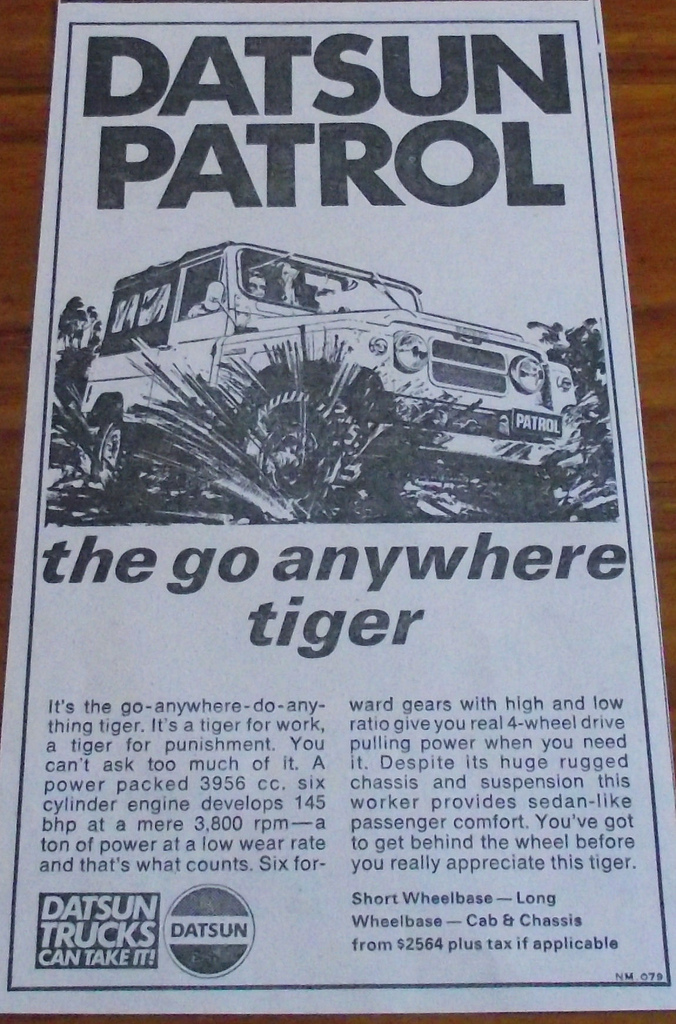 DATSUN
PATROL
PATROL
the go anywhere
tiger
It's the go-anywhere-do-any-
thing tiger. It's a tiger for work,
a tiger for punishment. You
can't ask too much of it. A
power packed 3956 cc. six
cylinder engine develops 145
bhp at a mere 3,800 rpm—a
ton of power at a low wear rate
and that's what counts. Six for-
ward gears with high and low
ratio give you real 4-wheel drive
pulling power when you need
it. Despite its huge rugged
chassis and suspension this
worker provides sedan-like
passenger comfort. You've got
to get behind the wheel before
you really appreciate this tiger.
DATSUN
TRUCKS
CAN TAKE IT!
DATSUN
Short Wheelbase — Long
Wheelbase — Cab & Chassis
from $2564 plus tax if applicable
NM.079